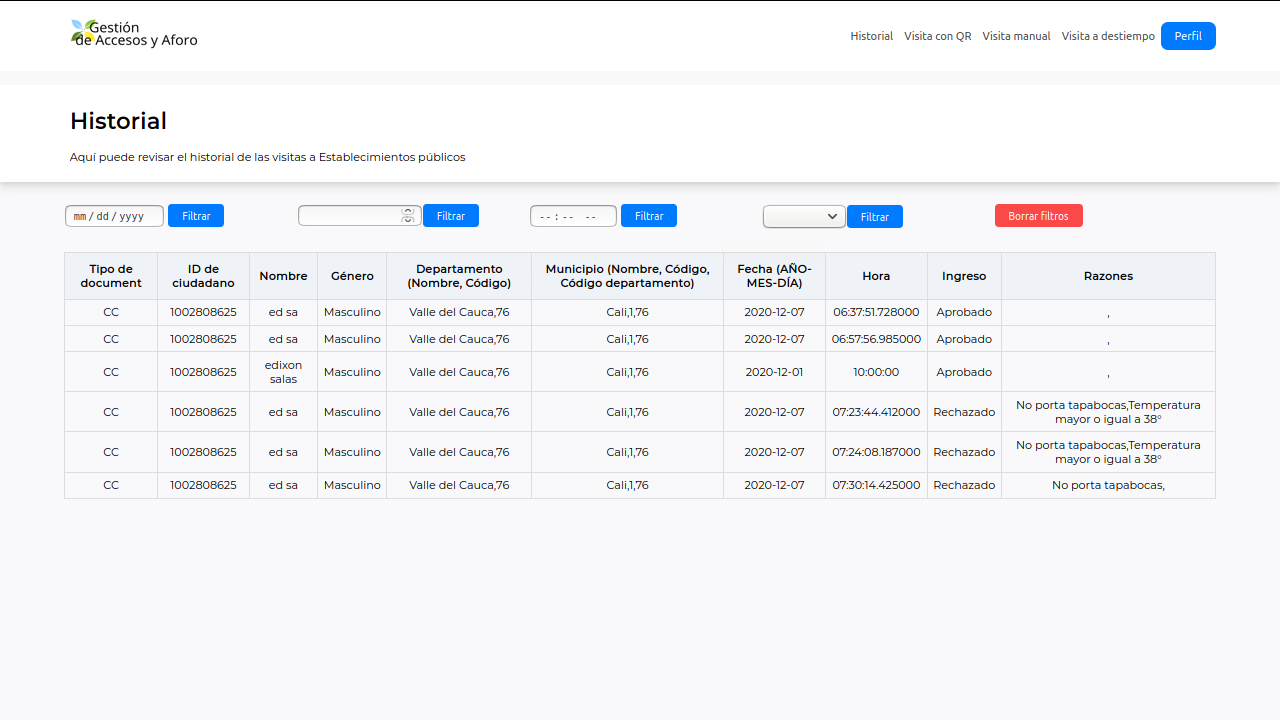 Gestión
de Accesos y Aforo
Historial Visita con QR Visita manual Visita a destiempo Perfil
Historial
Aquí puede revisar el historial de las visitas a Establecimientos públicos
mm/dd/yyyy Filtrar Filtrar --:-- -- Filtrar Filtrar Borrar filtros
Tipo de document ID de ciudadano Nombre Género Departamento (Nombre, Código) Municipio (Nombre, Código, Código departamento) Fecha (AÑO-MES-DÍA) Hora Ingreso Razones
CC 1002808625 ed sa Masculino Valle del Cauca,76 Cali,1,76 2020-12-07 06:37:51.728000 Aprobado ,
CC 1002808625 ed sa Masculino Valle del Cauca,76 Cali,1,76 2020-12-07 06:57:56.985000 Aprobado ,
CC 1002808625 edixon salas Masculino Valle del Cauca,76 Cali,1,76 2020-12-01 10:00:00 Aprobado ,
CC 1002808625 ed sa Masculino Valle del Cauca,76 Cali,1,76 2020-12-07 07:23:44.412000 Rechazado No porta tapabocas,Temperatura mayor o igual a 38°
CC 1002808625 ed sa Masculino Valle del Cauca,76 Cali,1,76 2020-12-07 07:24:08.187000 Rechazado No porta tapabocas,Temperatura mayor o igual a 38°
CC 1002808625 ed sa Masculino Valle del Cauca,76 Cali,1,76 2020-12-07 07:30:14.425000 Rechazado No porta tapabocas,